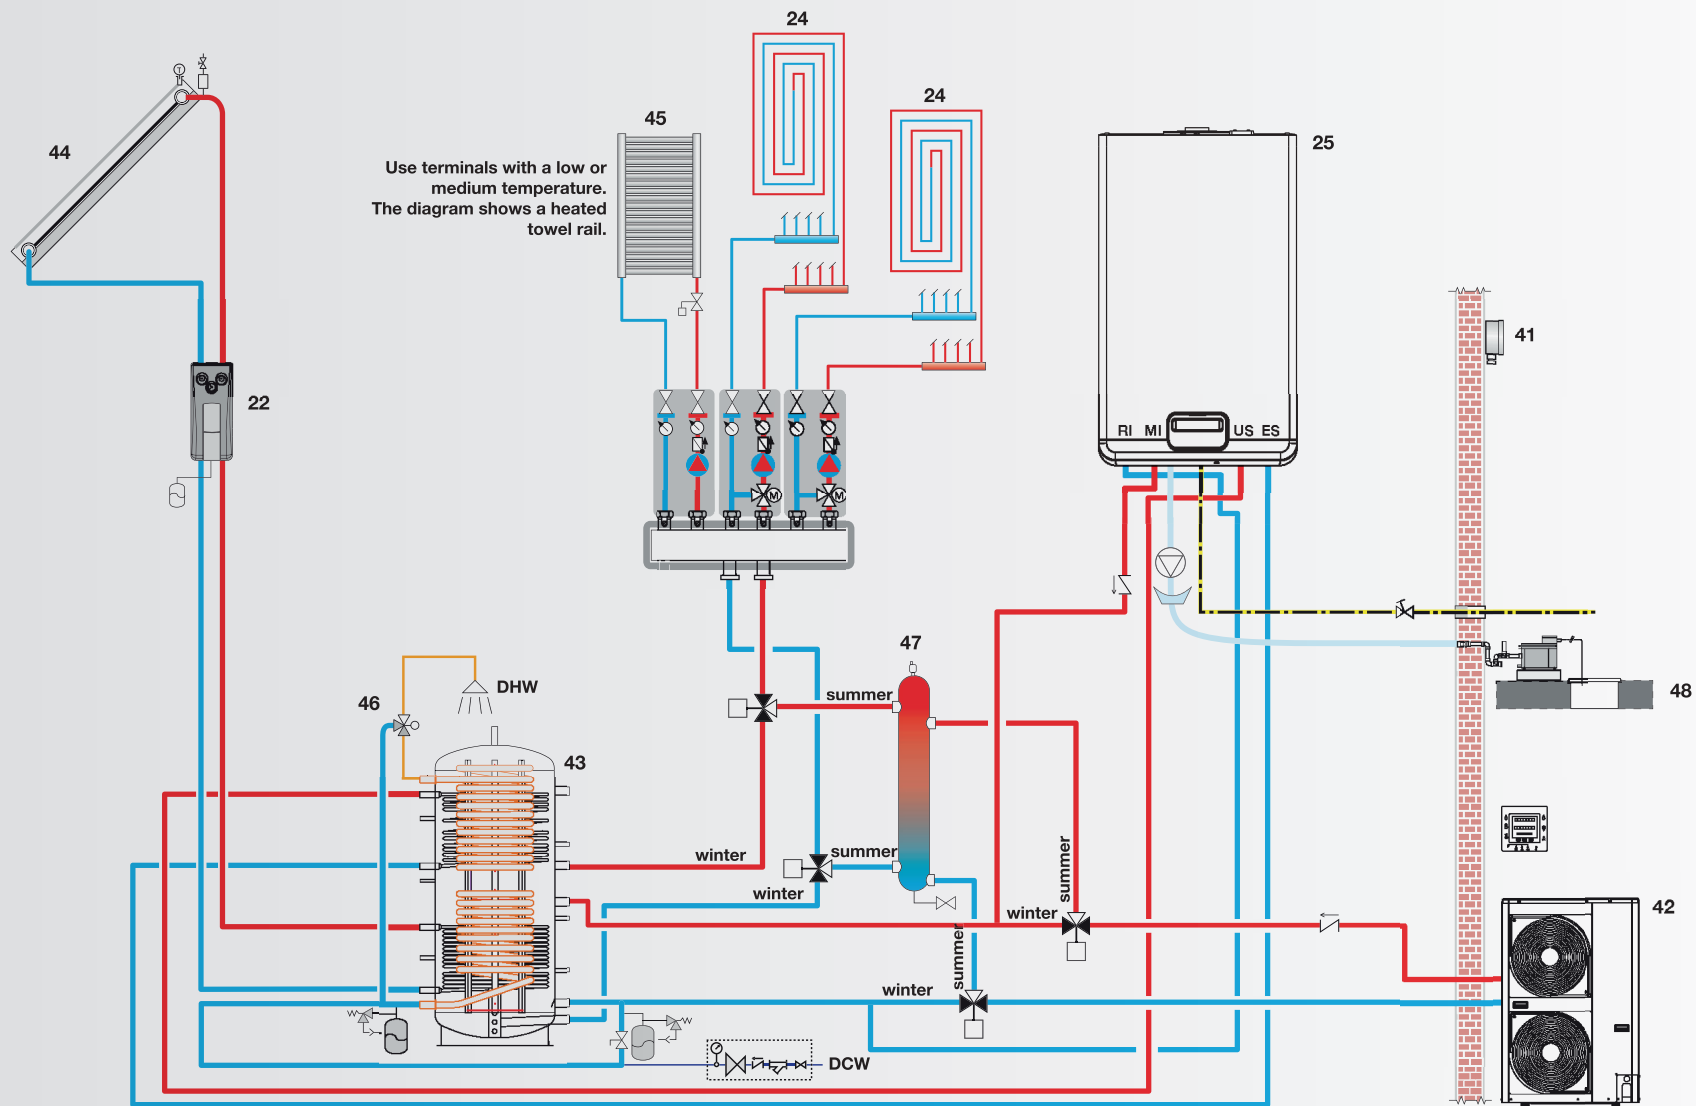 24
24
45
25
44
Use terminals with a low or
medium temperature.
The diagram shows a heated
towel rail.
41
22
RI MI US ES
M
M
T
47
48
DHW
46
summer
43
winter
summer
summer
winter
winter
42
summer
winter
DCW